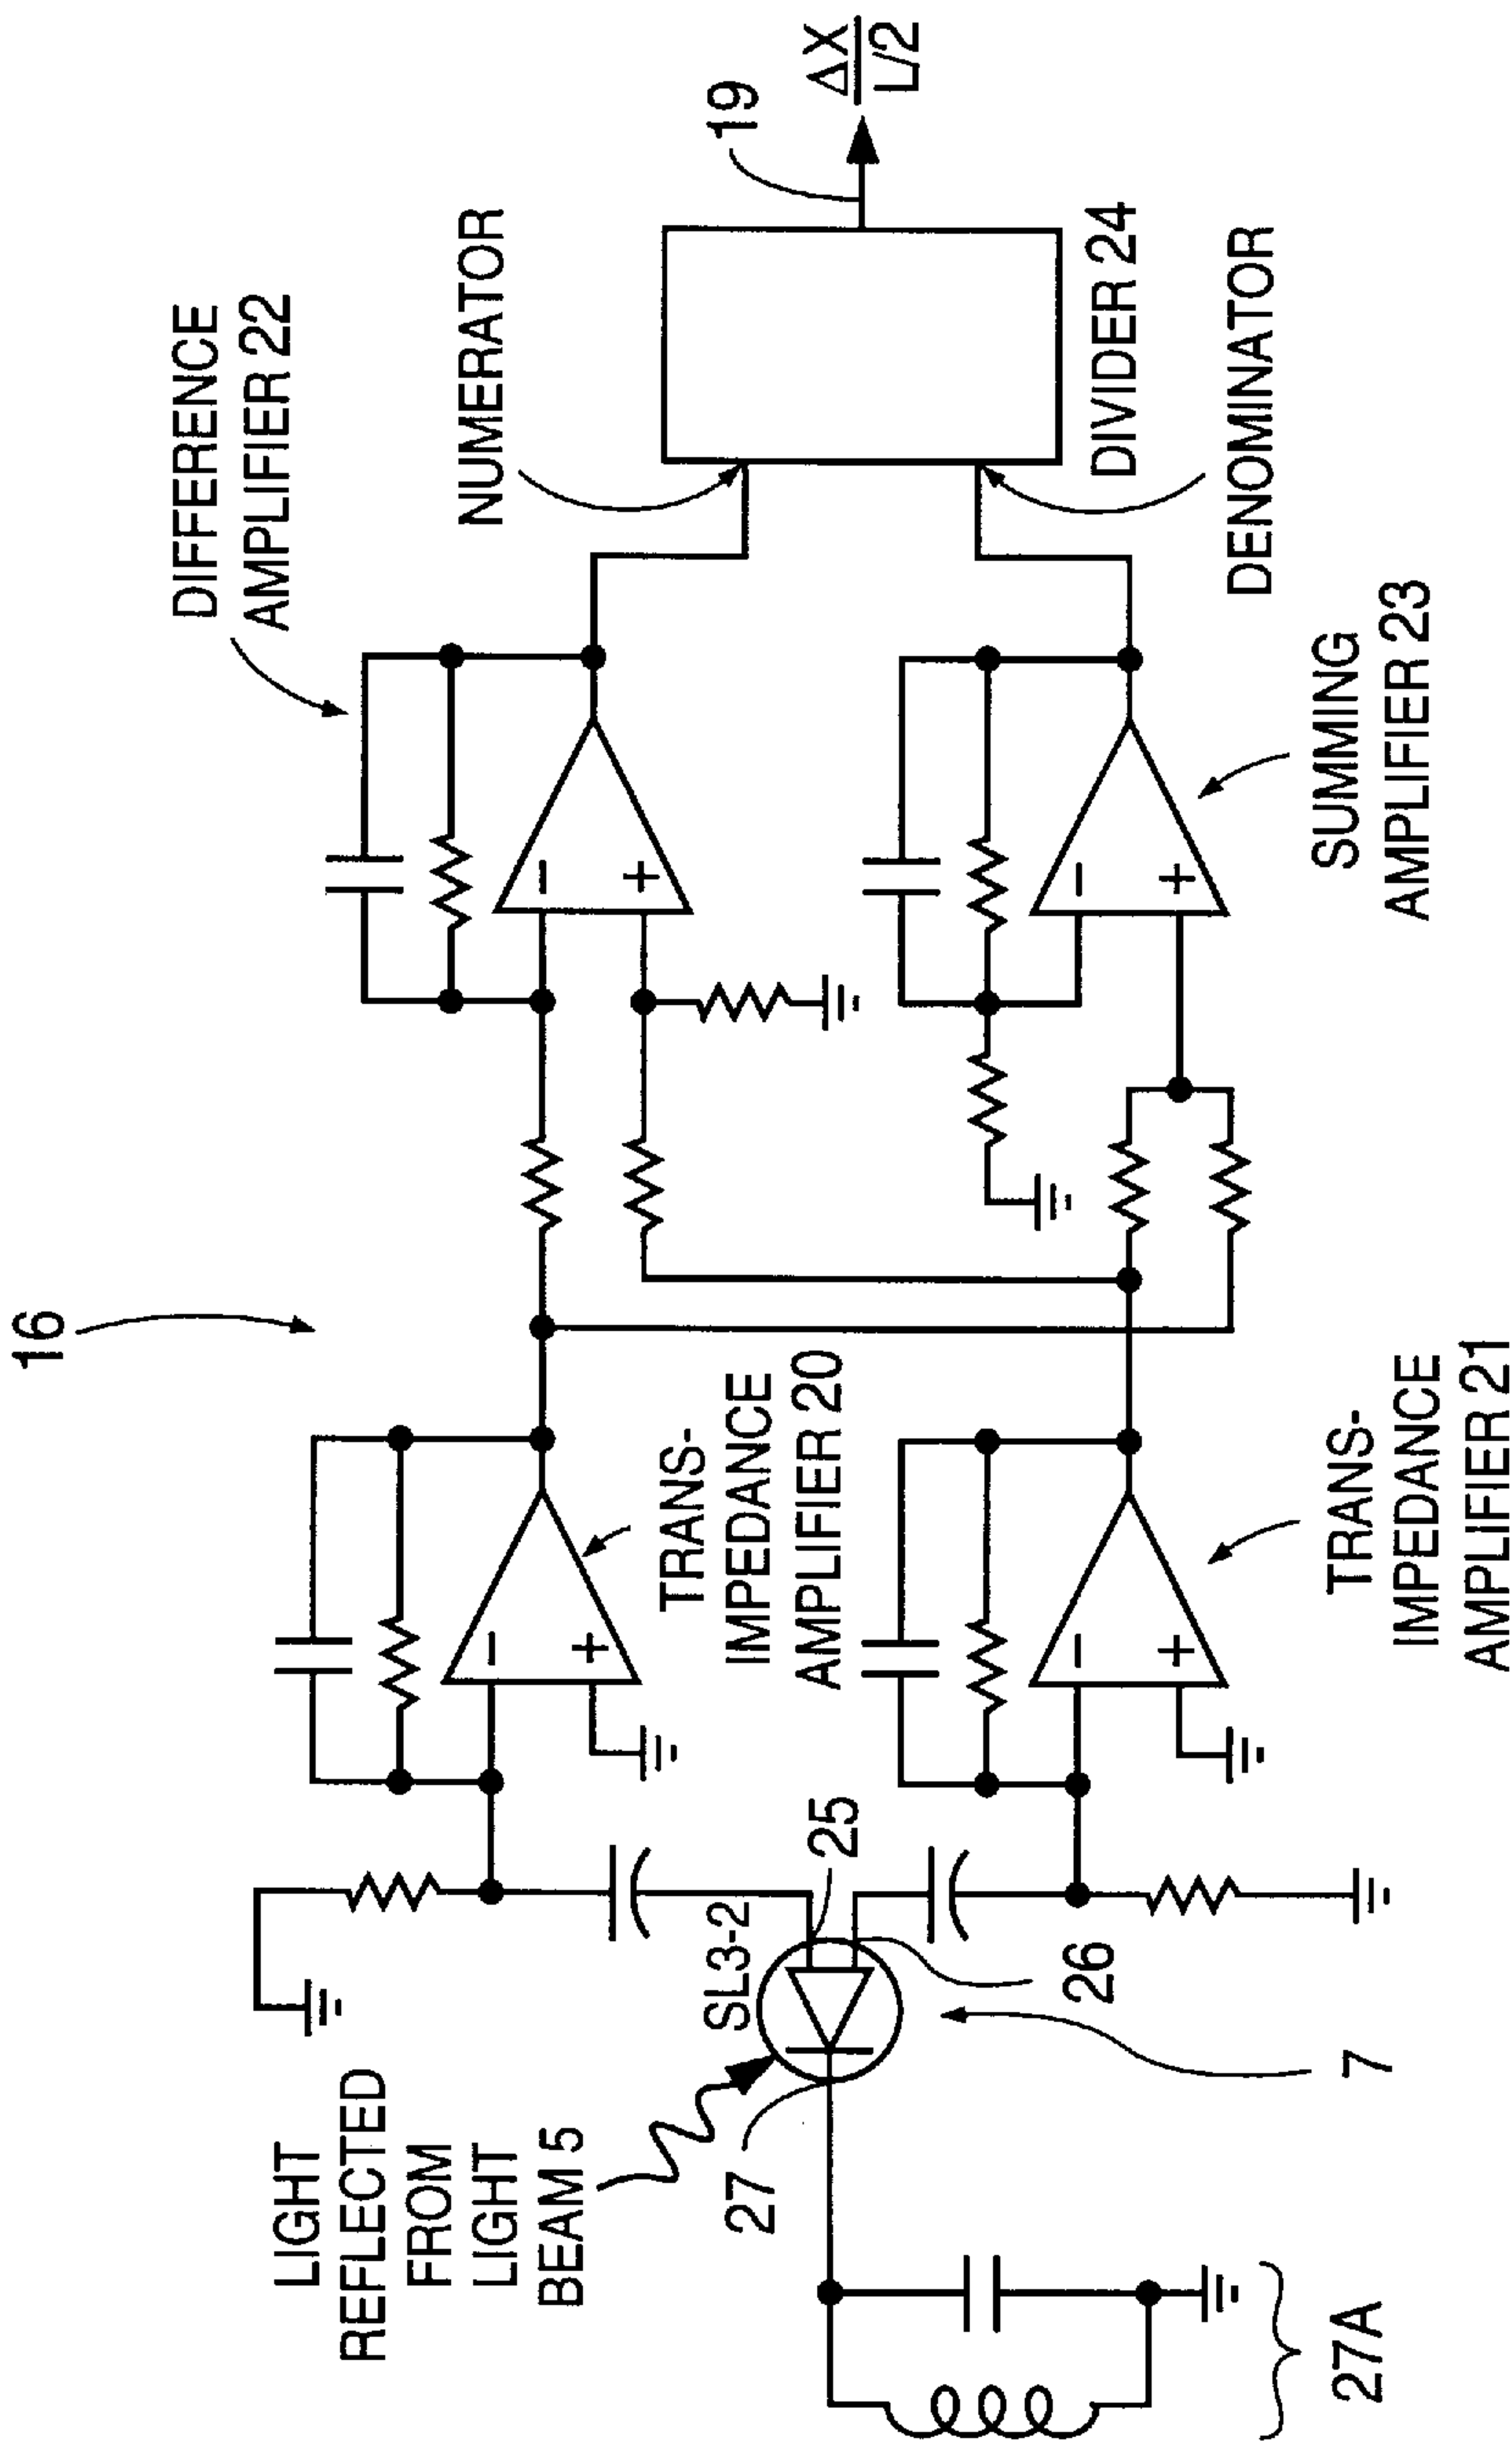 16
DIFFERENCE
AMPLIFIER 22
NUMERATOR
19
ΔX
L/2
DIVIDER 24
DENOMINATOR
-
+
-
+
SUMMING
AMPLIFIER 23
-
+
TRANS-
IMPEDANCE
AMPLIFIER 20
-
+
TRANS-
IMPEDANCE
AMPLIFIER 21
LIGHT
REFLECTED
FROM
LIGHT
BEAM 5
SL3-2
25
26
27
7
27A